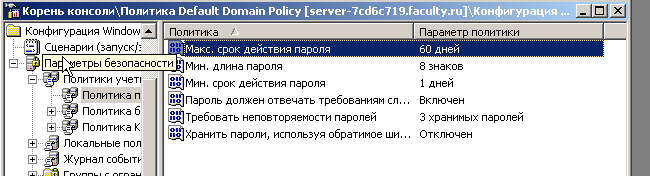 Корень консоли\Политика Default Domain Policy [server-7cd6c719.faculty.ru]\Конфигурация ...
Конфигурация Window
Сценарии (запуск/з
Параметры безопасности
Политики учет
Политика п
Политика б
Политика К
Локальные пол
Журнал событи
Группы с огран
Политика Параметр политики
Макс. срок действия пароля 60 дней
Мин. длина пароля 8 знаков
Мин. срок действия пароля 1 дней
Пароль должен отвечать требованиям сл... Включен
Требовать неповторяемости паролей 3 хранимых паролей
Хранить пароли, используя обратимое ши... Отключен